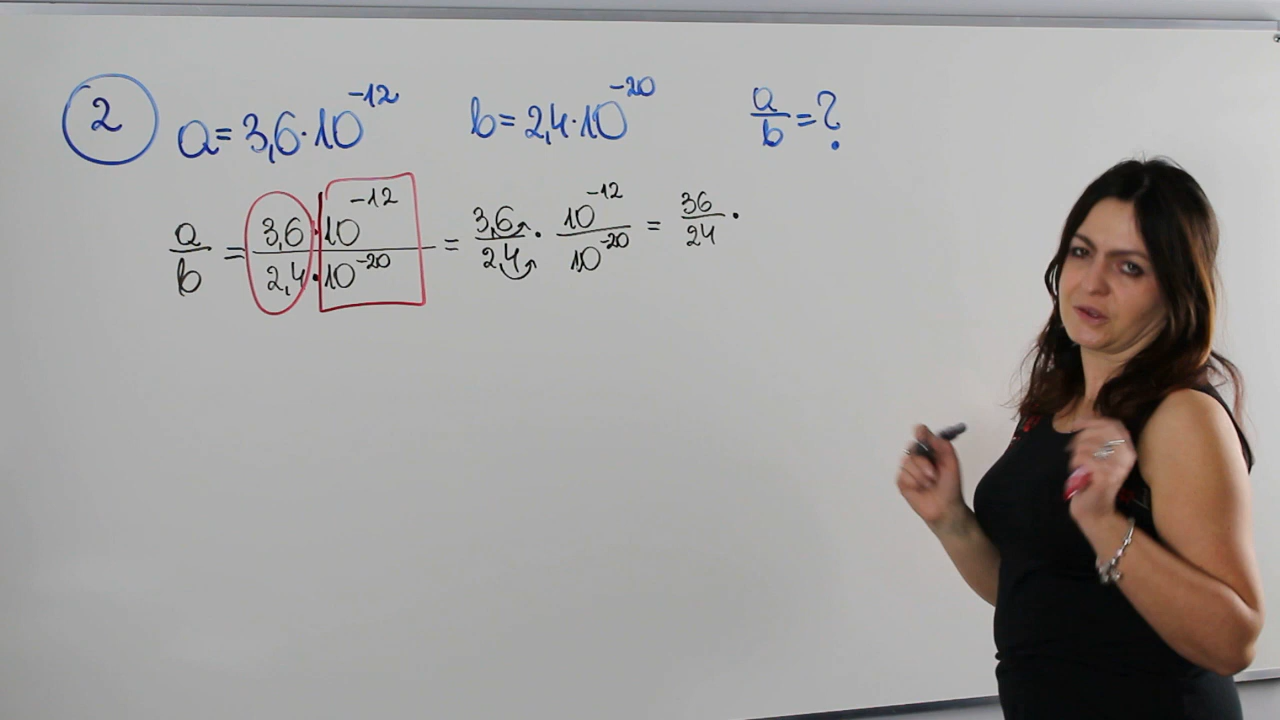 2 a=3,6·10^-12 b=2,4·10^-20 a/b=?
a/b = 3,6·10^-12/2,4·10^-20 = 3,6/2,4 · 10^-12/10^-20 = 36/24 ·